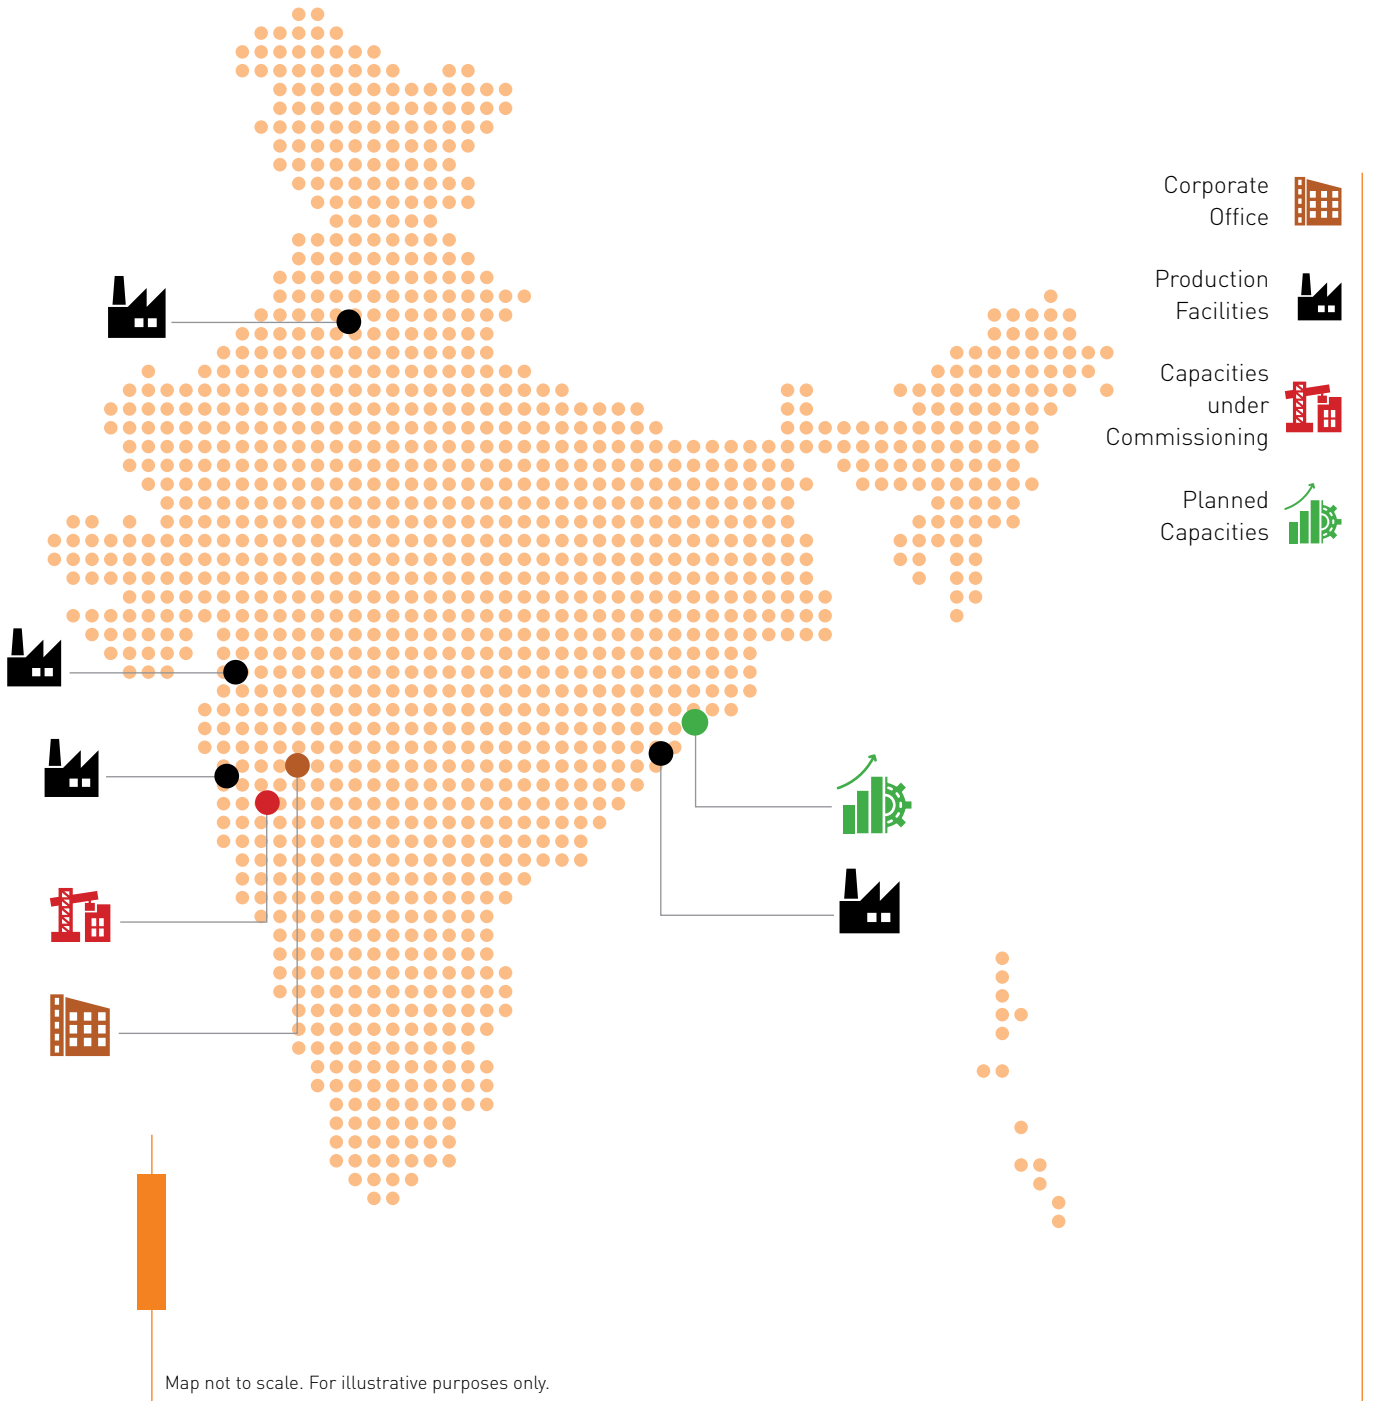 Corporate
Office
Production
Facilities
Capacities
under
Commissioning
Planned
Capacities
Map not to scale. For illustrative purposes only.